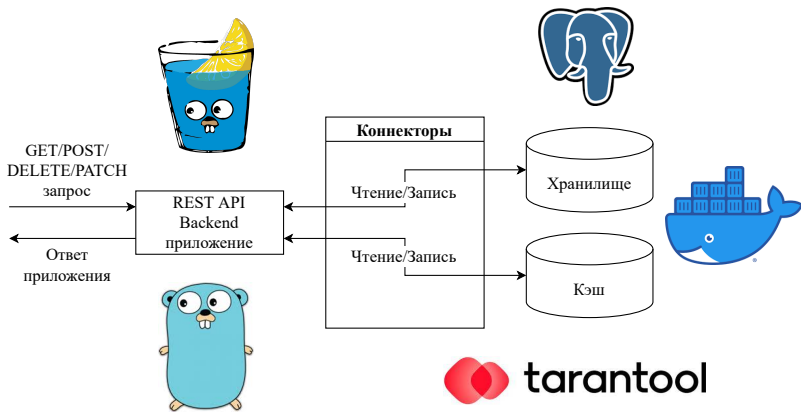 GET/POST/
DELETE/PATCH
запрос
Ответ
приложения
REST API
Backend
приложение
Коннекторы
Чтение/Запись
Чтение/Запись
Хранилище
Кэш
tarantool